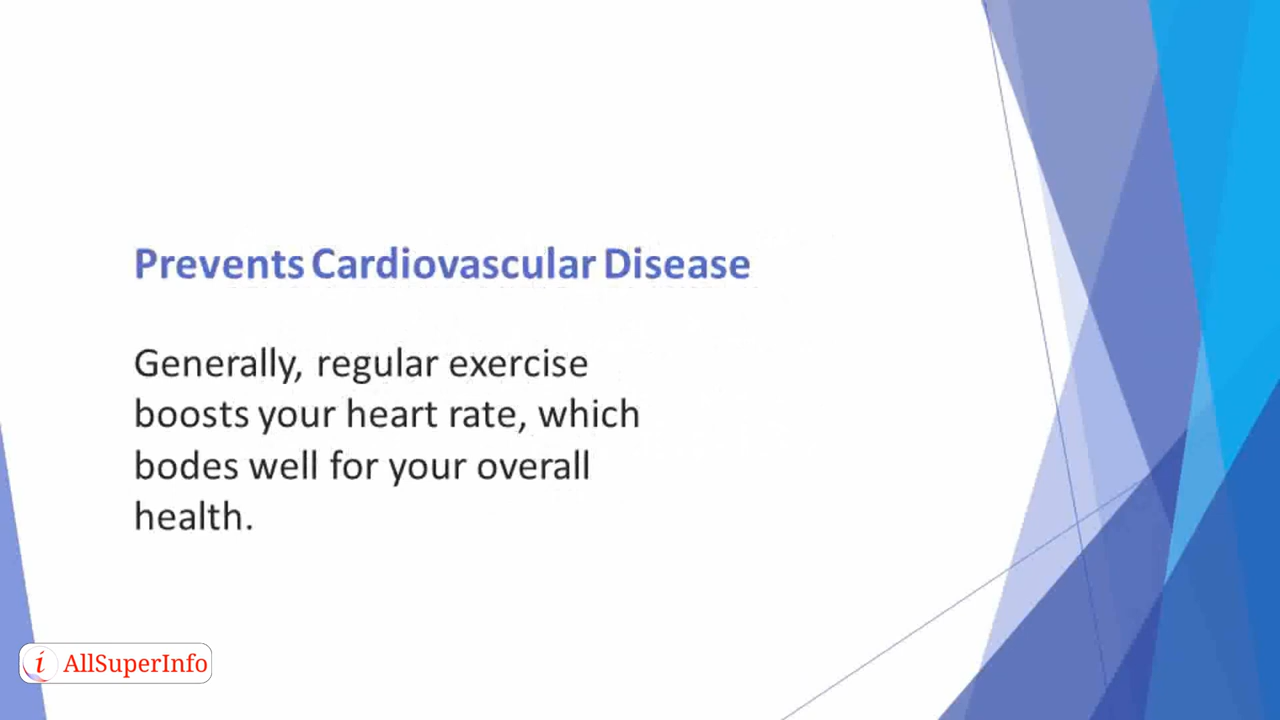 Prevents Cardiovascular Disease
Generally, regular exercise
boosts your heart rate, which
bodes well for your overall
health.
i AllSuperInfo